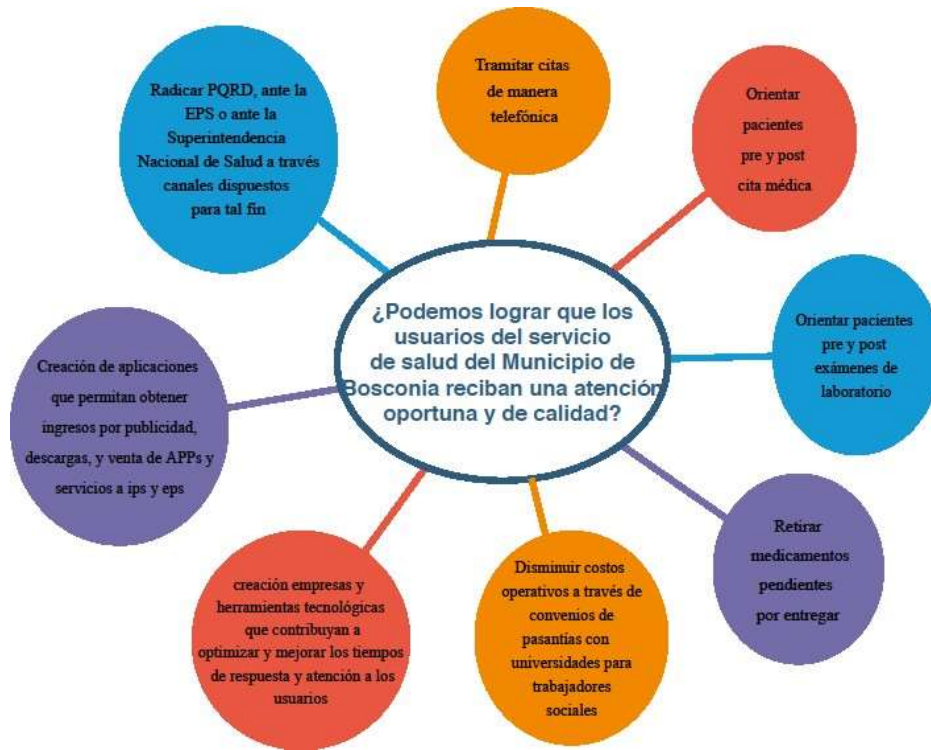 ¿Podemos lograr que los
usuarios del servicio
de salud del Municipio de
Bosconia reciban una atención
oportuna y de calidad?
Tramitar citas
de manera
telefónica
Orientar
pacientes
pre y post
cita médica
Orientar pacientes
pre y post
exámenes de
laboratorio
Retirar
medicamentos
pendientes
por entregar
Disminuir costos
operativos a través de
convenios de
pasantías con
universidades para
trabajadores
sociales
creación empresas y
herramientas tecnológicas
que contribuyan a
optimizar y mejorar los tiempos
de respuesta y atención a los
usuarios
Creación de aplicaciones
que permitan obtener
ingresos por publicidad,
descargas, y venta de APPs y
servicios a ips y eps
Radicar PQRD, ante la
EPS o ante la
Superintendencia
Nacional de Salud a través
canales dispuestos
para tal fin